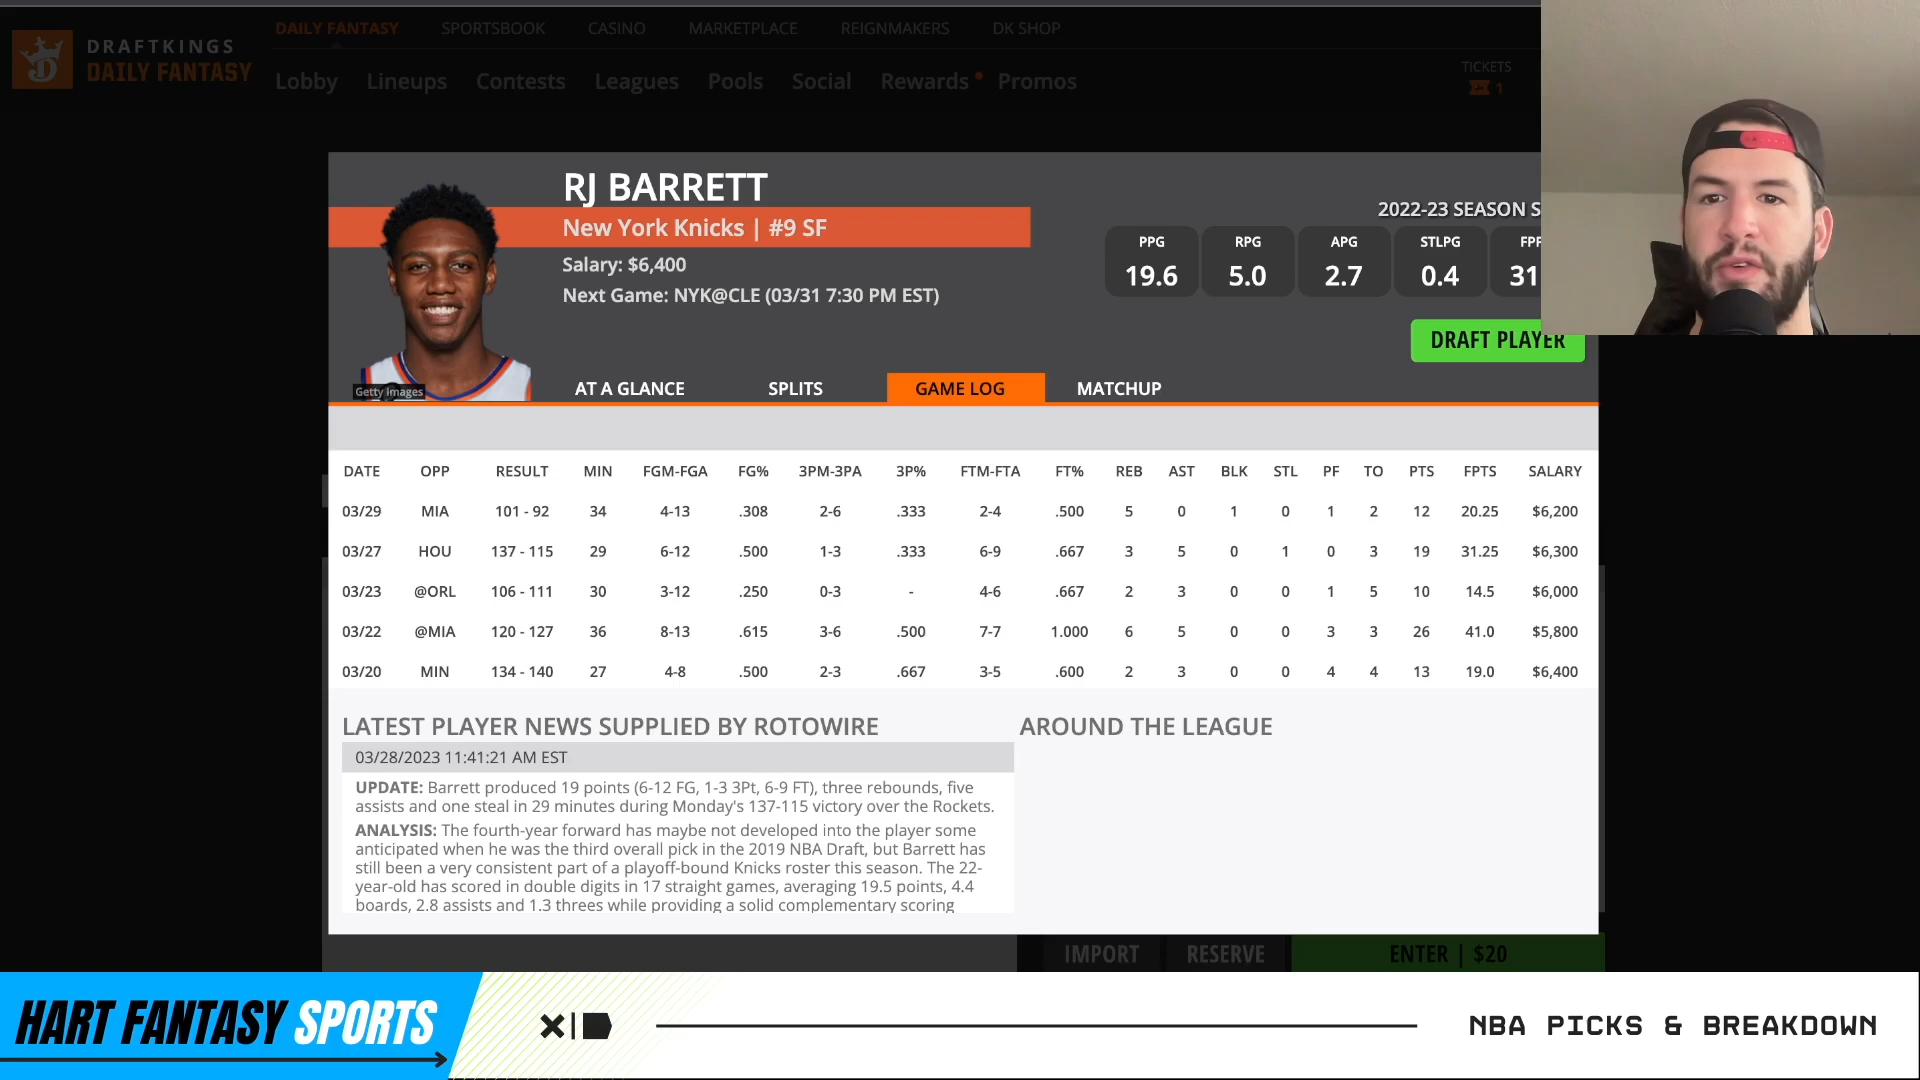 DAILY FANTASY SPORTSBOOK CASINO MARKETPLACE REIGNMAKERS DK SHOP
DRAFTKINGS
DAILY FANTASY
Lobby Lineups Contests Leagues Pools Social Rewards Promos
TICKETS
1
RJ BARRETT
New York Knicks | #9 SF
Salary: $6,400
Next Game: NYK@CLE (03/31 7:30 PM EST)
2022-23 SEASON S
PPG RPG APG STLPG FPP
19.6 5.0 2.7 0.4 31
DRAFT PLAYER
Getty Images
AT A GLANCE SPLITS GAME LOG MATCHUP
DATE OPP RESULT MIN FGM-FGA FG% 3PM-3PA 3P% FTM-FTA FT% REB AST BLK STL PF TO PTS FPTS SALARY
03/29 MIA 101 - 92 34 4-13 .308 2-6 .333 2-4 .500 5 0 1 0 1 2 12 20.25 $6,200
03/27 HOU 137 - 115 29 6-12 .500 1-3 .333 6-9 .667 3 5 0 1 0 3 19 31.25 $6,300
03/23 @ORL 106 - 111 30 3-12 .250 0-3 - 4-6 .667 2 3 0 0 1 5 10 14.5 $6,000
03/22 @MIA 120 - 127 36 8-13 .615 3-6 .500 7-7 1.000 6 5 0 0 3 3 26 41.0 $5,800
03/20 MIN 134 - 140 27 4-8 .500 2-3 .667 3-5 .600 2 3 0 0 4 4 13 19.0 $6,400
LATEST PLAYER NEWS SUPPLIED BY ROTOWIRE
03/28/2023 11:41:21 AM EST
UPDATE: Barrett produced 19 points (6-12 FG, 1-3 3Pt, 6-9 FT), three rebounds, five
assists and one steal in 29 minutes during Monday's 137-115 victory over the Rockets.
ANALYSIS: The fourth-year forward has maybe not developed into the player some
anticipated when he was the third overall pick in the 2019 NBA Draft, but Barrett has
still been a very consistent part of a playoff-bound Knicks roster this season. The 22-
year-old has scored in double digits in 17 straight games, averaging 19.5 points, 4.4
boards, 2.8 assists and 1.3 threes while providing a solid complementary scoring
AROUND THE LEAGUE
IMPORT RESERVE ENTER | $20
HART FANTASY SPORTS
NBA PICKS & BREAKDOWN